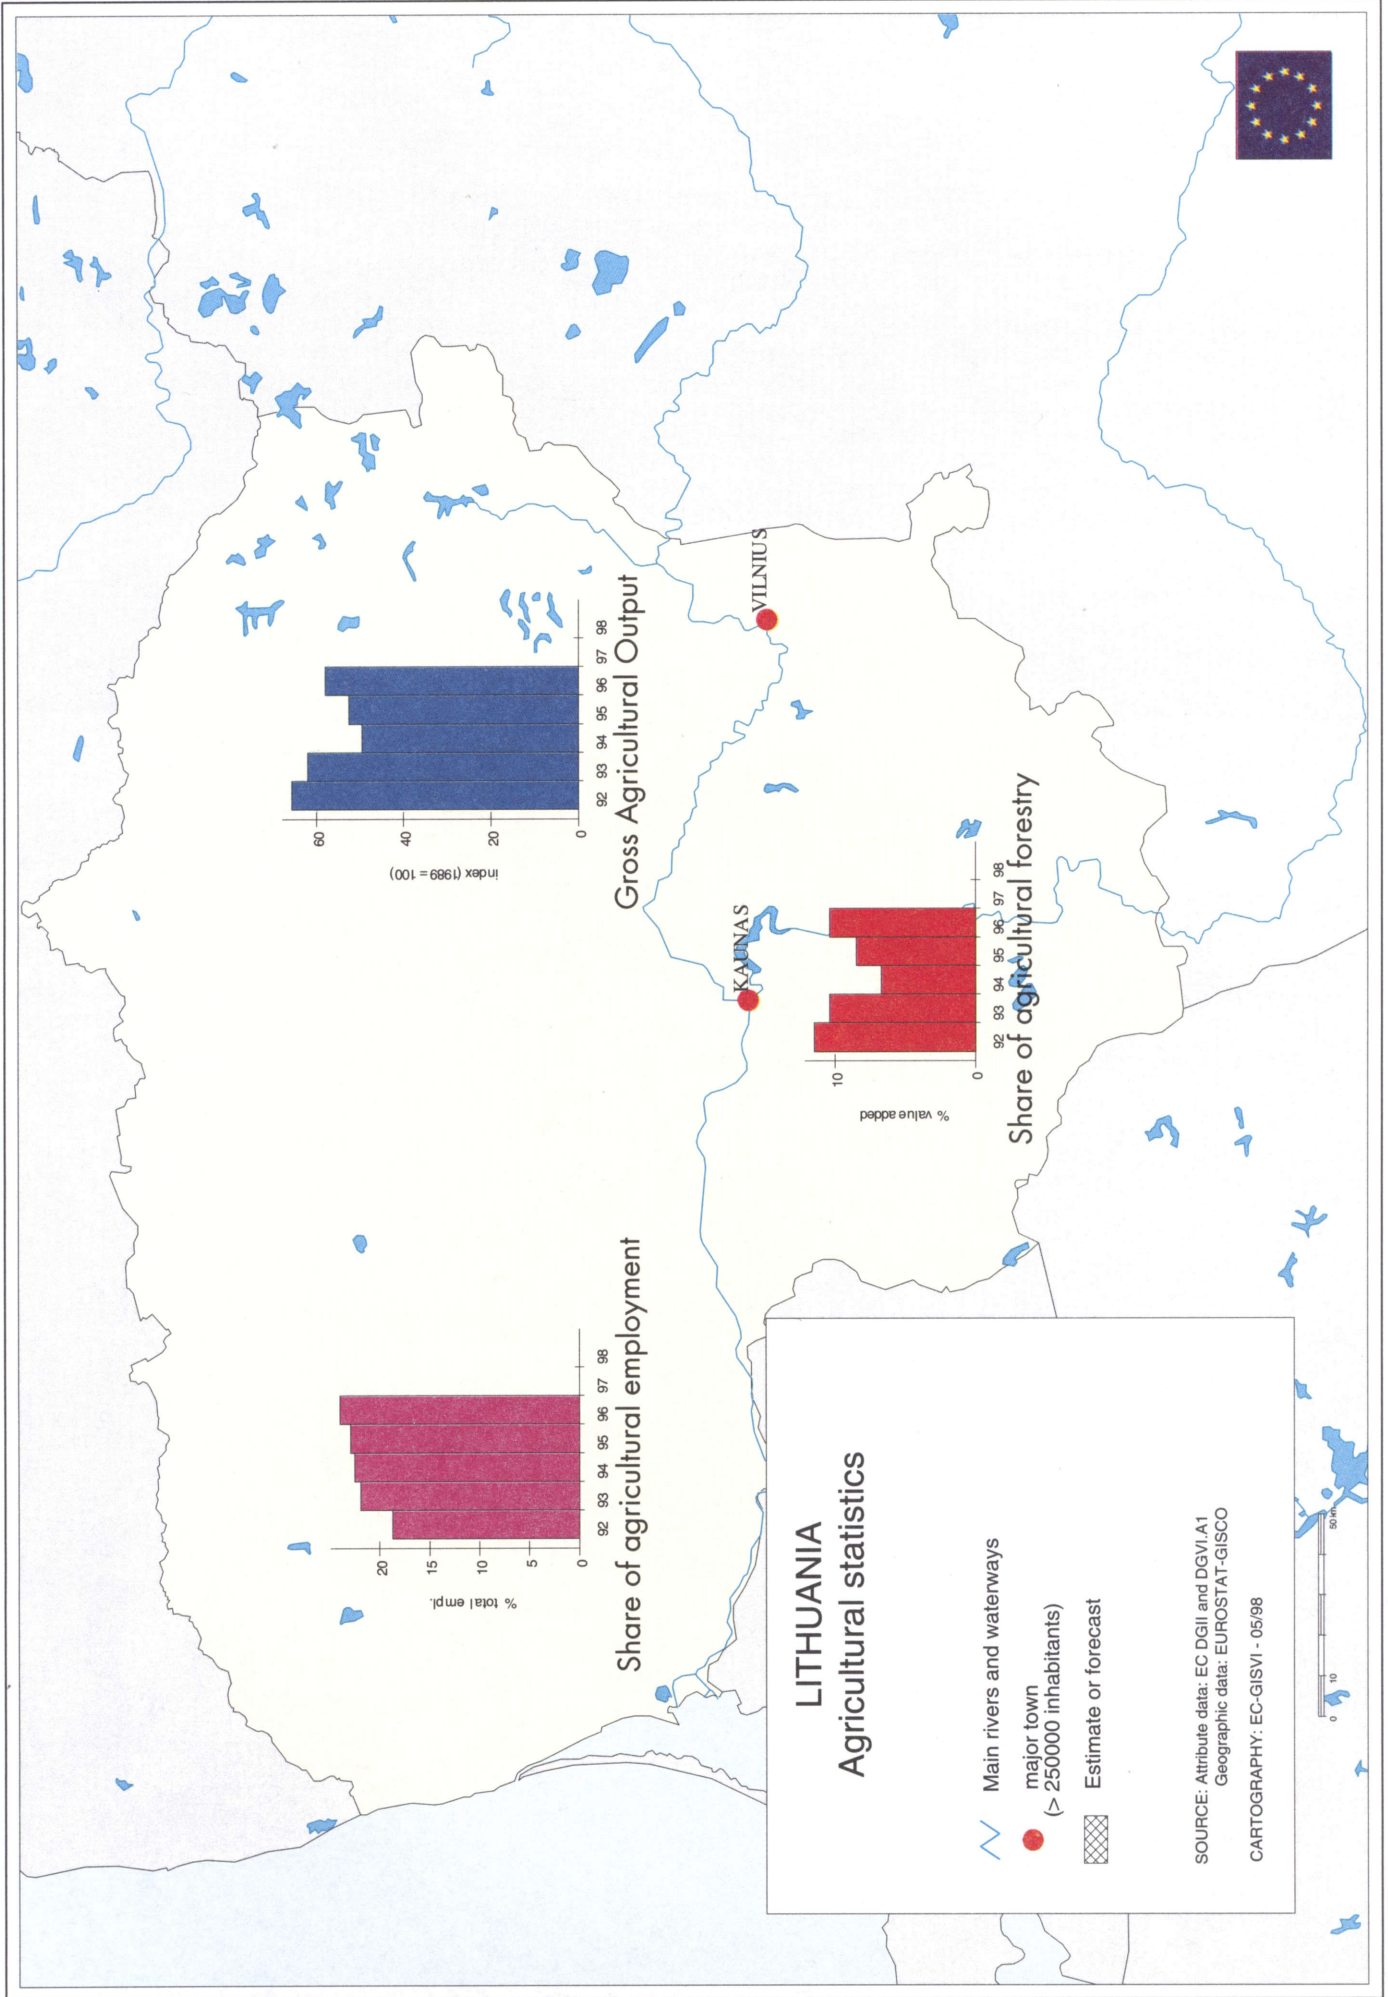 60
40
20
0
index (1989 = 100)
92 93 94 95 96 97 98
Gross Agricultural Output
VILNIUS
KAUNAS
20
15
10
5
0
% total empl.
92 93 94 95 96 97 98
Share of agricultural employment
10
0
% value added
92 93 94 95 96 97 98
Share of agricultural forestry
LITHUANIA
Agricultural statistics
Main rivers and waterways
major town
(> 250000 inhabitants)
Estimate or forecast
SOURCE: Attribute data: EC DGII and DGVI.A1
Geographic data: EUROSTAT-GISCO
CARTOGRAPHY: EC-GISVI - 05/98
0 10 50 km